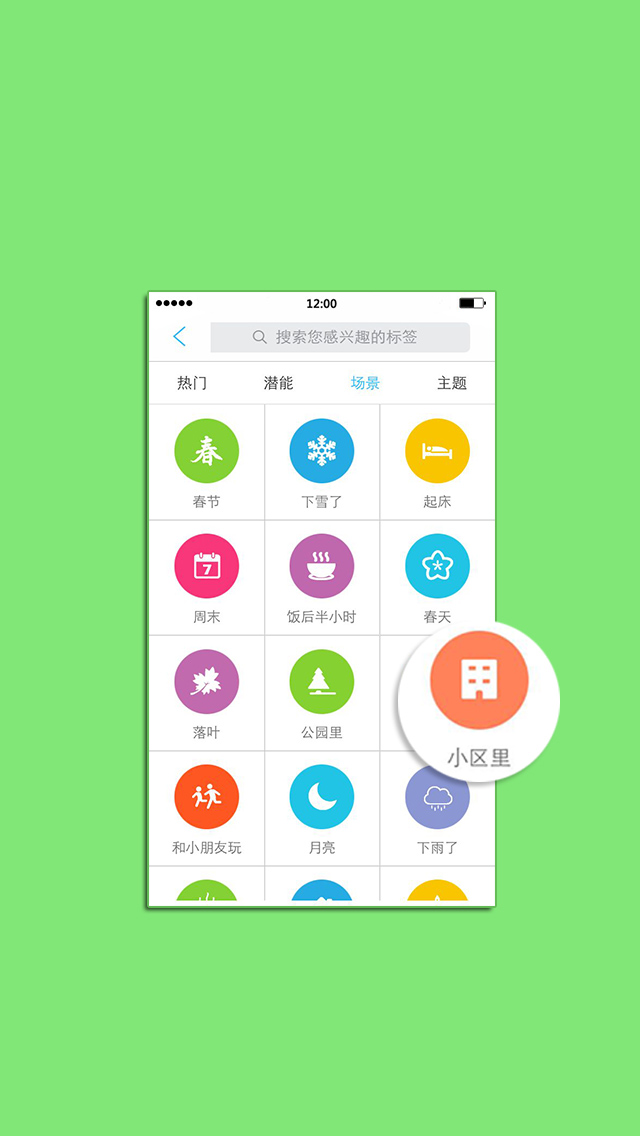 12:00
搜索您感兴趣的标签
热门 潜能 场景 主题
春
春节 下雪了 起床
7
周末 饭后半小时 春天
落叶 公园里 小区里
和小朋友玩 月亮 下雨了